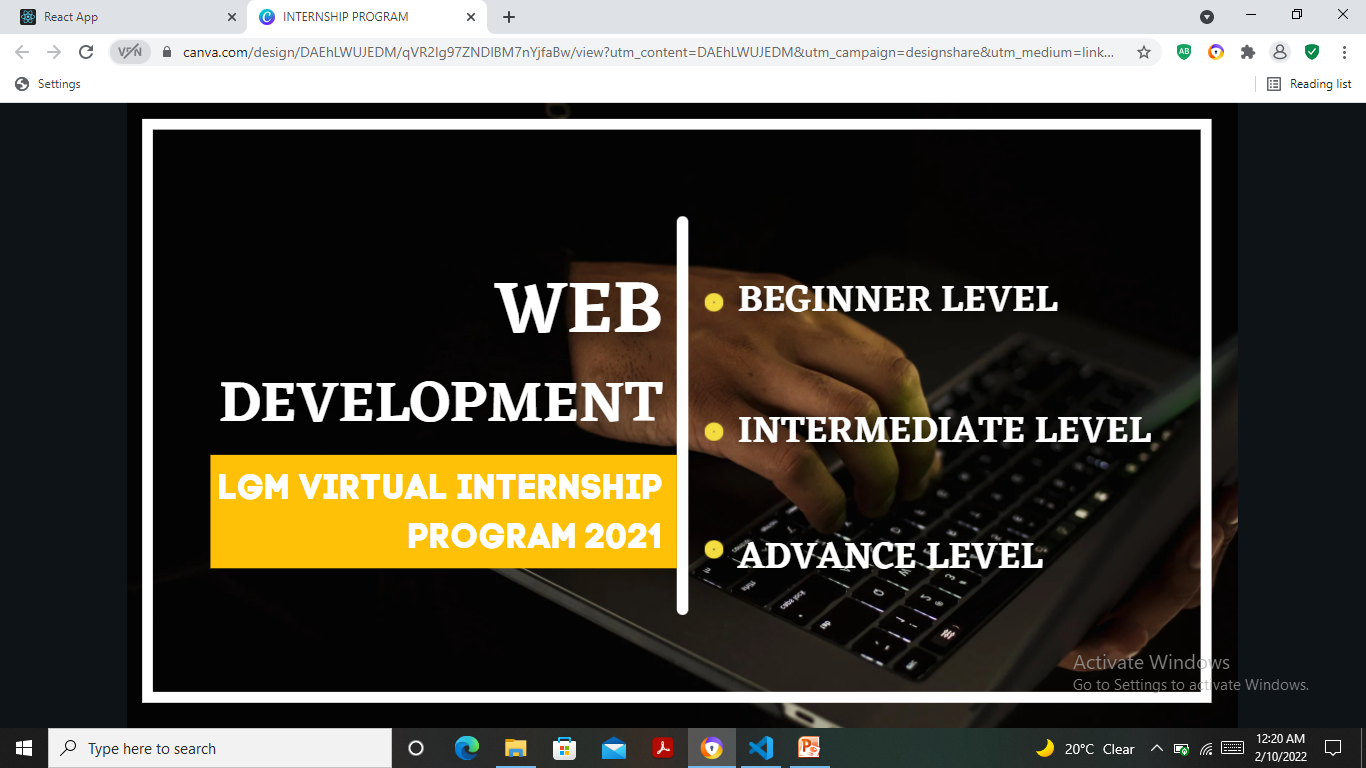 React App
INTERNSHIP PROGRAM
VPN
canva.com/design/DAEhLWUJEDM/qVR2Ig97ZNDIBM7nYjfaBw/view?utm_content=DAEhLWUJEDM&utm_campaign=designshare&utm_medium=link...
Settings
Reading list
WEB
DEVELOPMENT
LGM VIRTUAL INTERNSHIP
PROGRAM 2021
BEGINNER LEVEL
INTERMEDIATE LEVEL
ADVANCE LEVEL
Activate Windows
Go to Settings to activate Windows.
Type here to search
20°C Clear
12:20 AM
2/10/2022